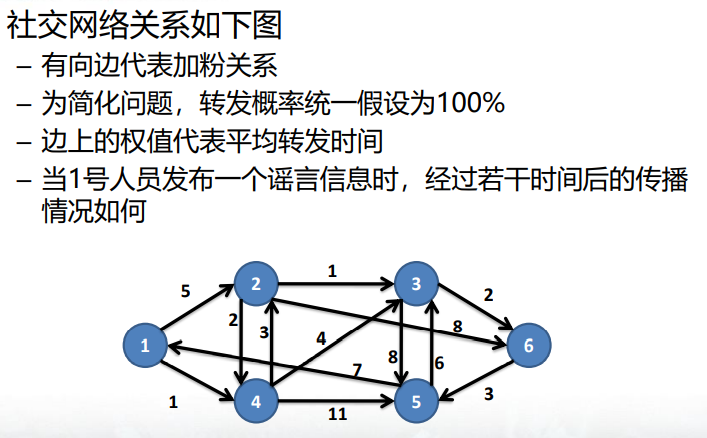 社交网络关系如下图
– 有向边代表加粉关系
– 为简化问题，转发概率统一假设为100%
– 边上的权值代表平均转发时间
– 当1号人员发布一个谣言信息时，经过若干时间后的传播
情况如何
2 1 3
5 2
2 3 4 8
1 6
8 6
7
1 3
4 11 5